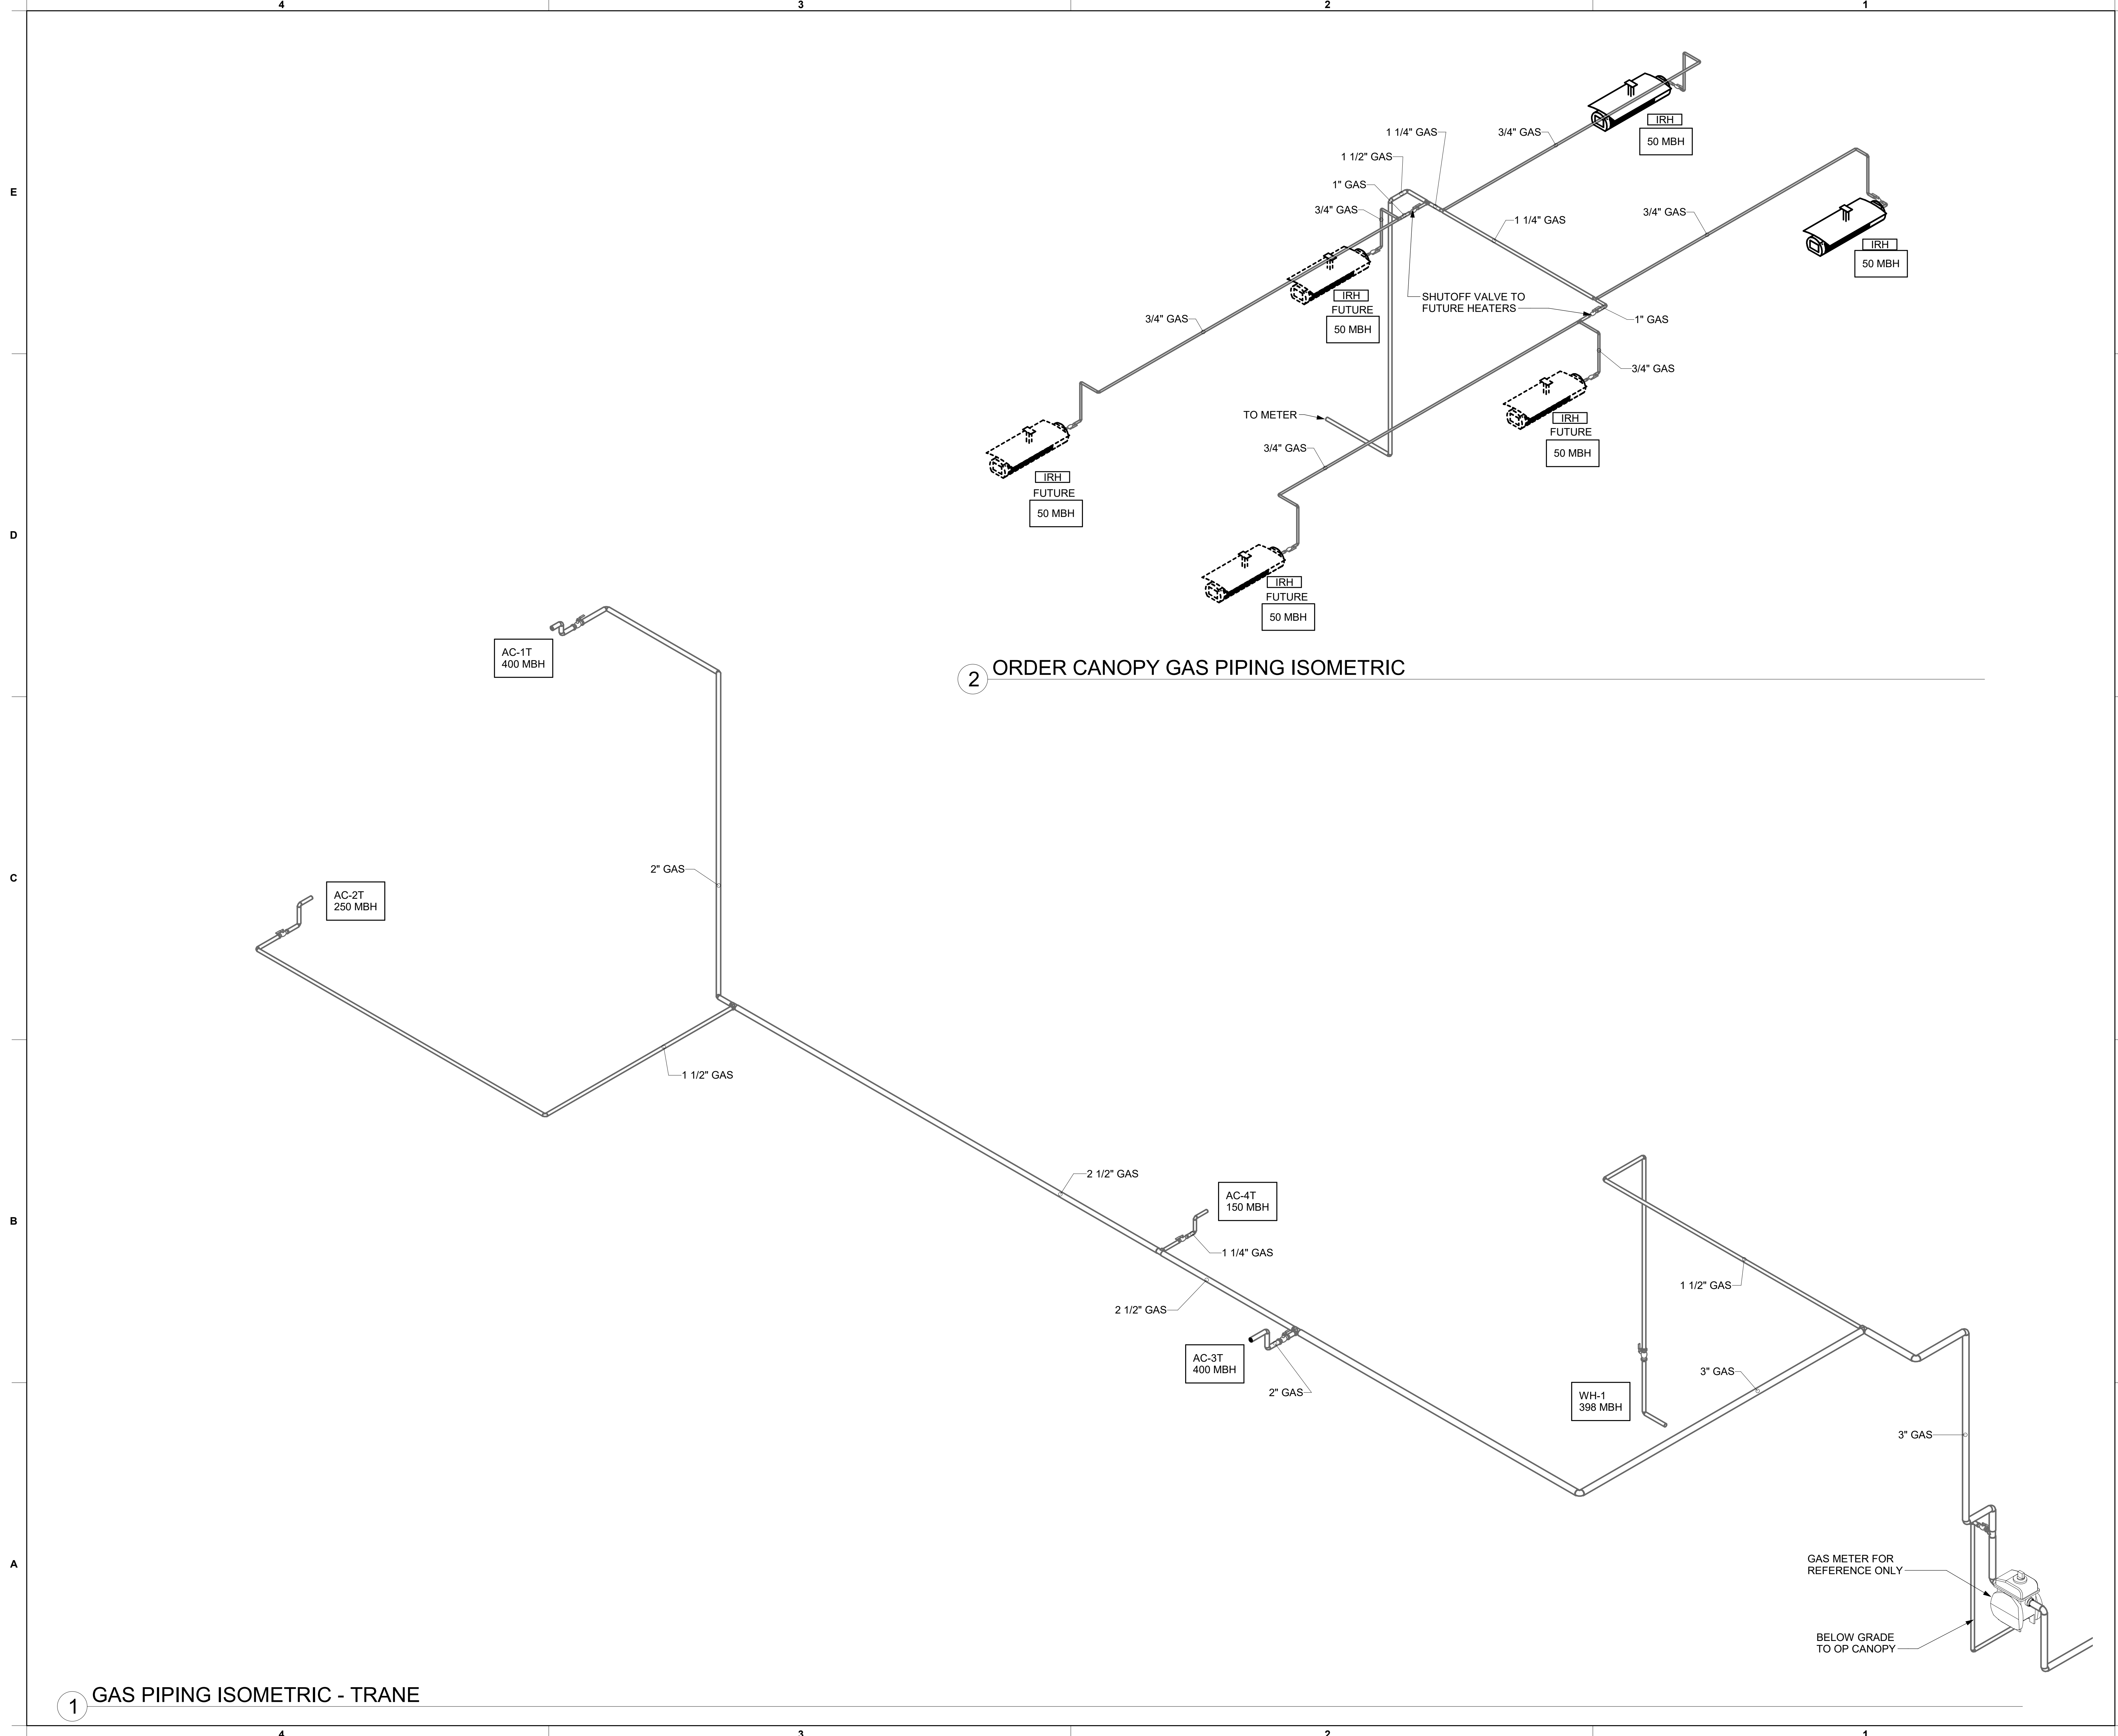 4 3 2 1
E
D
C
B
A
IRH
50 MBH
1 1/4" GAS
3/4" GAS
1 1/2" GAS
1" GAS
3/4" GAS
1 1/4" GAS
3/4" GAS
IRH
50 MBH
IRH
FUTURE
50 MBH
SHUTOFF VALVE TO
FUTURE HEATERS
3/4" GAS
1" GAS
3/4" GAS
TO METER
IRH
FUTURE
50 MBH
3/4" GAS
IRH
FUTURE
50 MBH
IRH
FUTURE
50 MBH
2 ORDER CANOPY GAS PIPING ISOMETRIC
AC-1T
400 MBH
2" GAS
AC-2T
250 MBH
1 1/2" GAS
2 1/2" GAS
AC-4T
150 MBH
1 1/4" GAS
2 1/2" GAS
1 1/2" GAS
AC-3T
400 MBH
2" GAS
3" GAS
WH-1
398 MBH
3" GAS
GAS METER FOR
REFERENCE ONLY
BELOW GRADE
TO OP CANOPY
1 GAS PIPING ISOMETRIC - TRANE
4 3 2 1